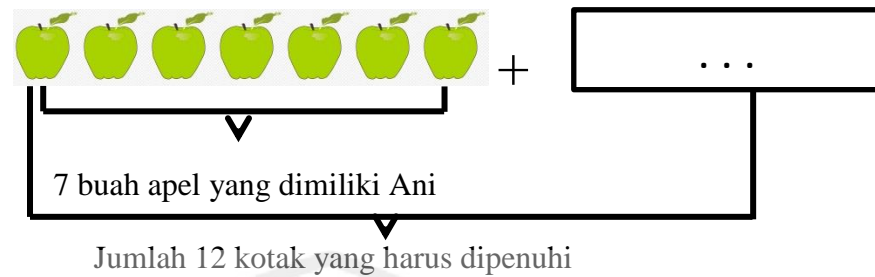 + . . .
7 buah apel yang dimiliki Ani
Jumlah 12 kotak yang harus dipenuhi